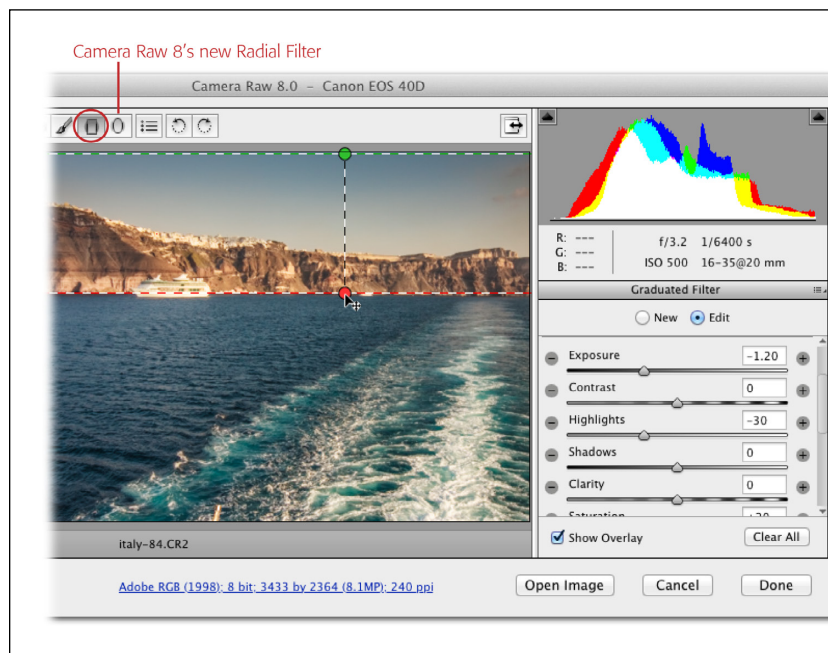 Camera Raw 8's new Radial Filter
Camera Raw 8.0 – Canon EOS 40D
R: ---
G: ---
B: ---
f/3.2 1/6400 s
ISO 500 16-35@20 mm
Graduated Filter
New Edit
Exposure -1.20
Contrast 0
Highlights -30
Shadows 0
Clarity 0
Saturation
Show Overlay
Clear All
italy-84.CR2
Adobe RGB (1998); 8 bit; 3433 by 2364 (8.1MP); 240 ppi
Open Image
Cancel
Done